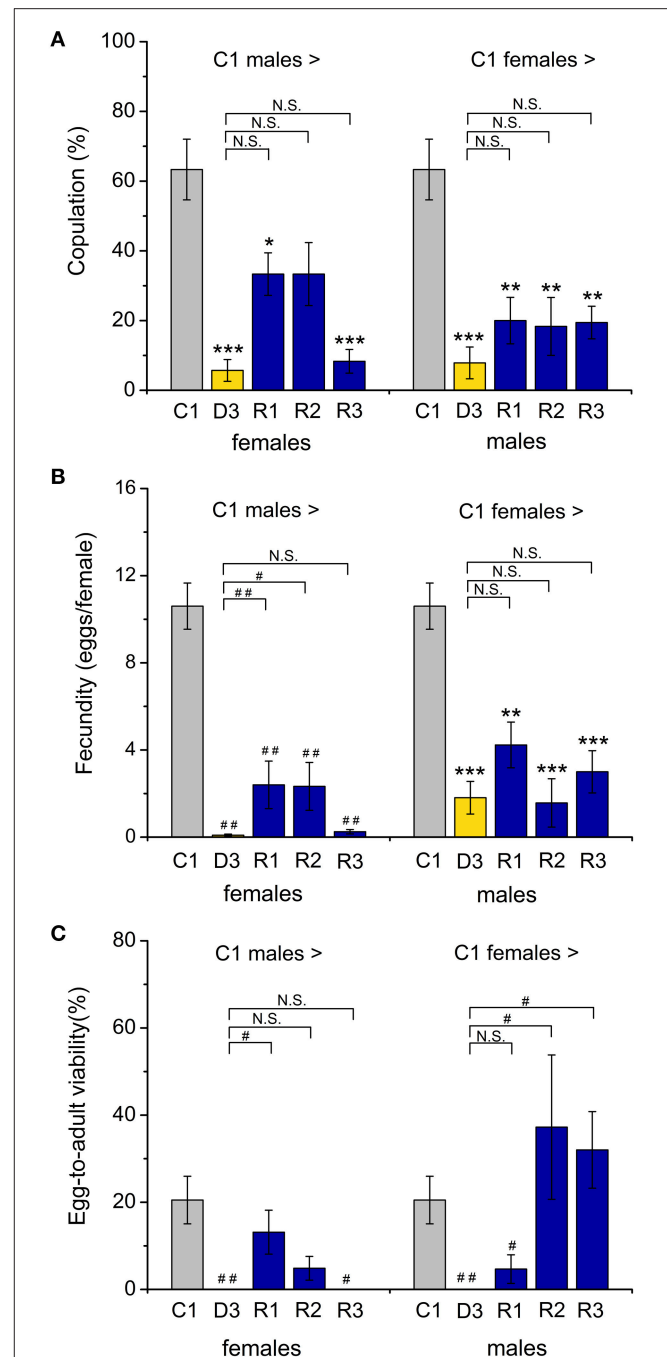 A
C1 males >
C1 females >
Copulation (%)
100
80
60
40
20
0
N.S.
N.S.
N.S.
N.S.
N.S.
N.S.
***
*
***
***
**
**
**
C1 D3 R1 R2 R3
C1 D3 R1 R2 R3
females
males
B
C1 males >
C1 females >
Fecundity (eggs/female)
16
12
8
4
0
N.S.
#
##
N.S.
N.S.
N.S.
##
##
##
##
***
**
***
***
C1 D3 R1 R2 R3
C1 D3 R1 R2 R3
females
males
C
C1 males >
C1 females >
Egg-to-adult viability(%)
80
60
40
20
0
N.S.
N.S.
#
#
#
N.S.
##
#
##
#
C1 D3 R1 R2 R3
C1 D3 R1 R2 R3
females
males